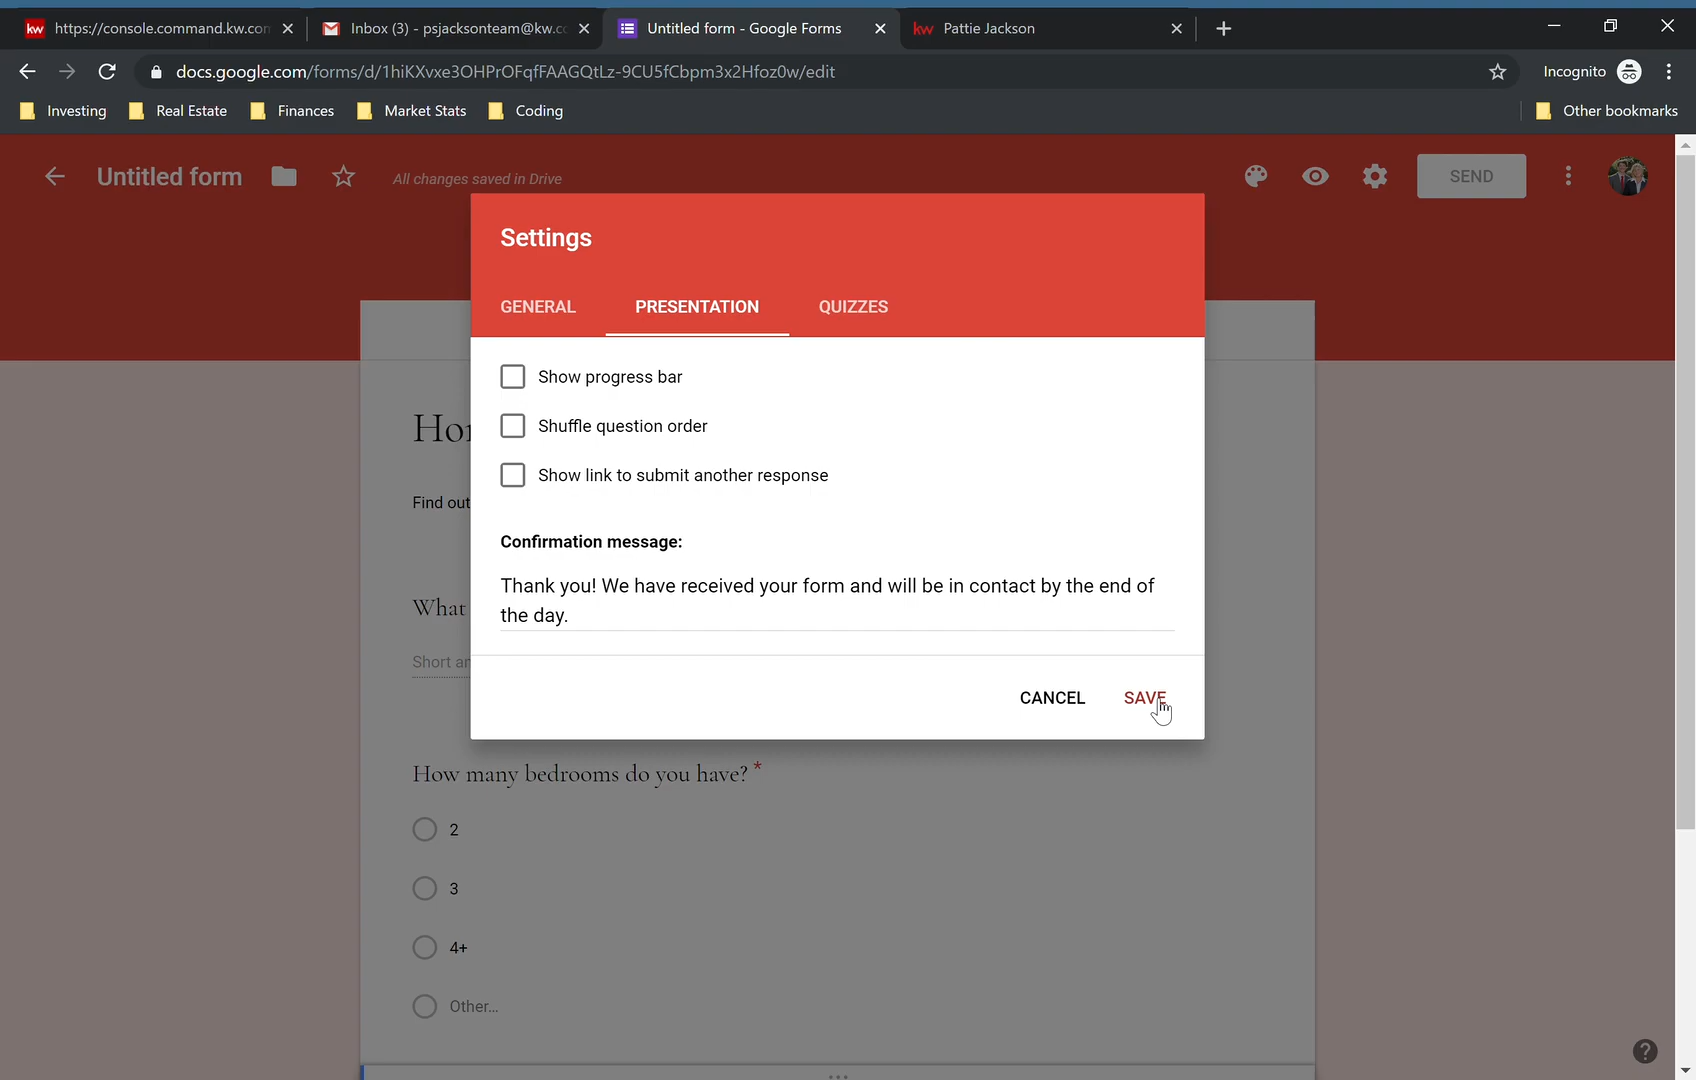 kw https://console.command.kw.con
Inbox (3) - psjacksonteam@kw.cc
Untitled form - Google Forms
kw Pattie Jackson
docs.google.com/forms/d/1hiKXvxe3OHPrOFqfFAAGQtLz-9CU5fCbpm3x2Hfoz0w/edit
Incognito
Investing
Real Estate
Finances
Market Stats
Coding
Other bookmarks
Untitled form
All changes saved in Drive
SEND
Settings
GENERAL
PRESENTATION
QUIZZES
Show progress bar
Shuffle question order
Show link to submit another response
Confirmation message:
Thank you! We have received your form and will be in contact by the end of
the day.
CANCEL
SAVE
Find out
What
How many bedrooms do you have? *
2
3
4+
Other...